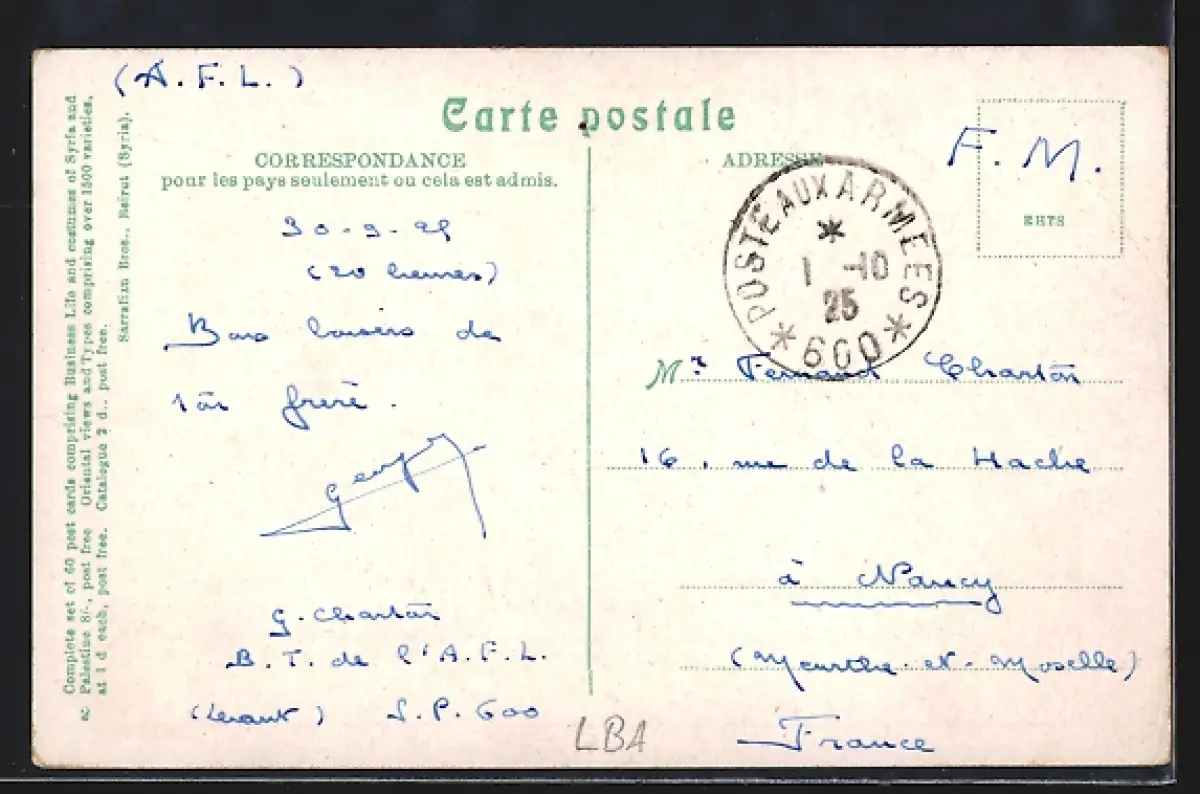 (A.F.L.)
Carte postale
CORRESPONDANCE
pour les pays seulement ou cela est admis.
30-9-25
(20 heures)
Bons baisers de
ton frère.
Georges
G. Charton
B.T. de l'A.F.L.
(Levant) S.P. 600
LBA
ADRESSE
F.M.
POSTE AUX ARMEES
1 -10
25
600
Mr Fernand Charton
16, rue de la Hache
à Nancy
(Meurthe-et-Moselle)
France
Complete set of 60 post cards comprising Business Life and costumes of Syria and
Palestine 8/-, post free Oriental views and Types comprising over 1500 varieties,
at 1 d each, post free. Catalogue 3 d., post free.
Sarrafian Bros., Beirut (Syria).